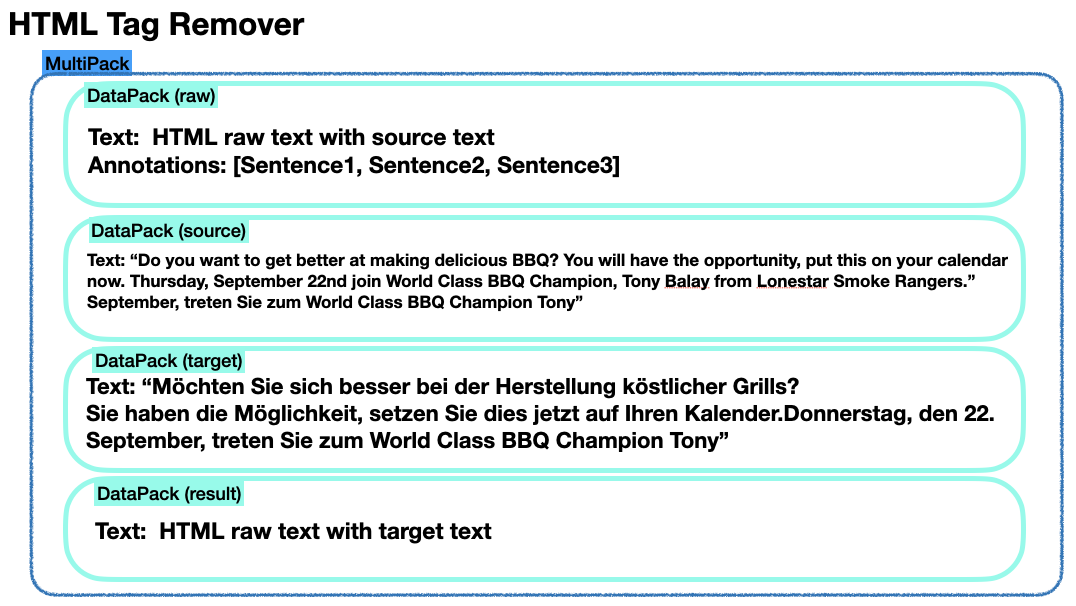 HTML Tag Remover
MultiPack
DataPack (raw)
Text:  HTML raw text with source text
Annotations: [Sentence1, Sentence2, Sentence3]
DataPack (source)
Text: “Do you want to get better at making delicious BBQ? You will have the opportunity, put this on your calendar
now. Thursday, September 22nd join World Class BBQ Champion, Tony Balay from Lonestar Smoke Rangers.”
September, treten Sie zum World Class BBQ Champion Tony”
DataPack (target)
Text: “Möchten Sie sich besser bei der Herstellung köstlicher Grills?
Sie haben die Möglichkeit, setzen Sie dies jetzt auf Ihren Kalender.Donnerstag, den 22.
September, treten Sie zum World Class BBQ Champion Tony”
DataPack (result)
Text:  HTML raw text with target text